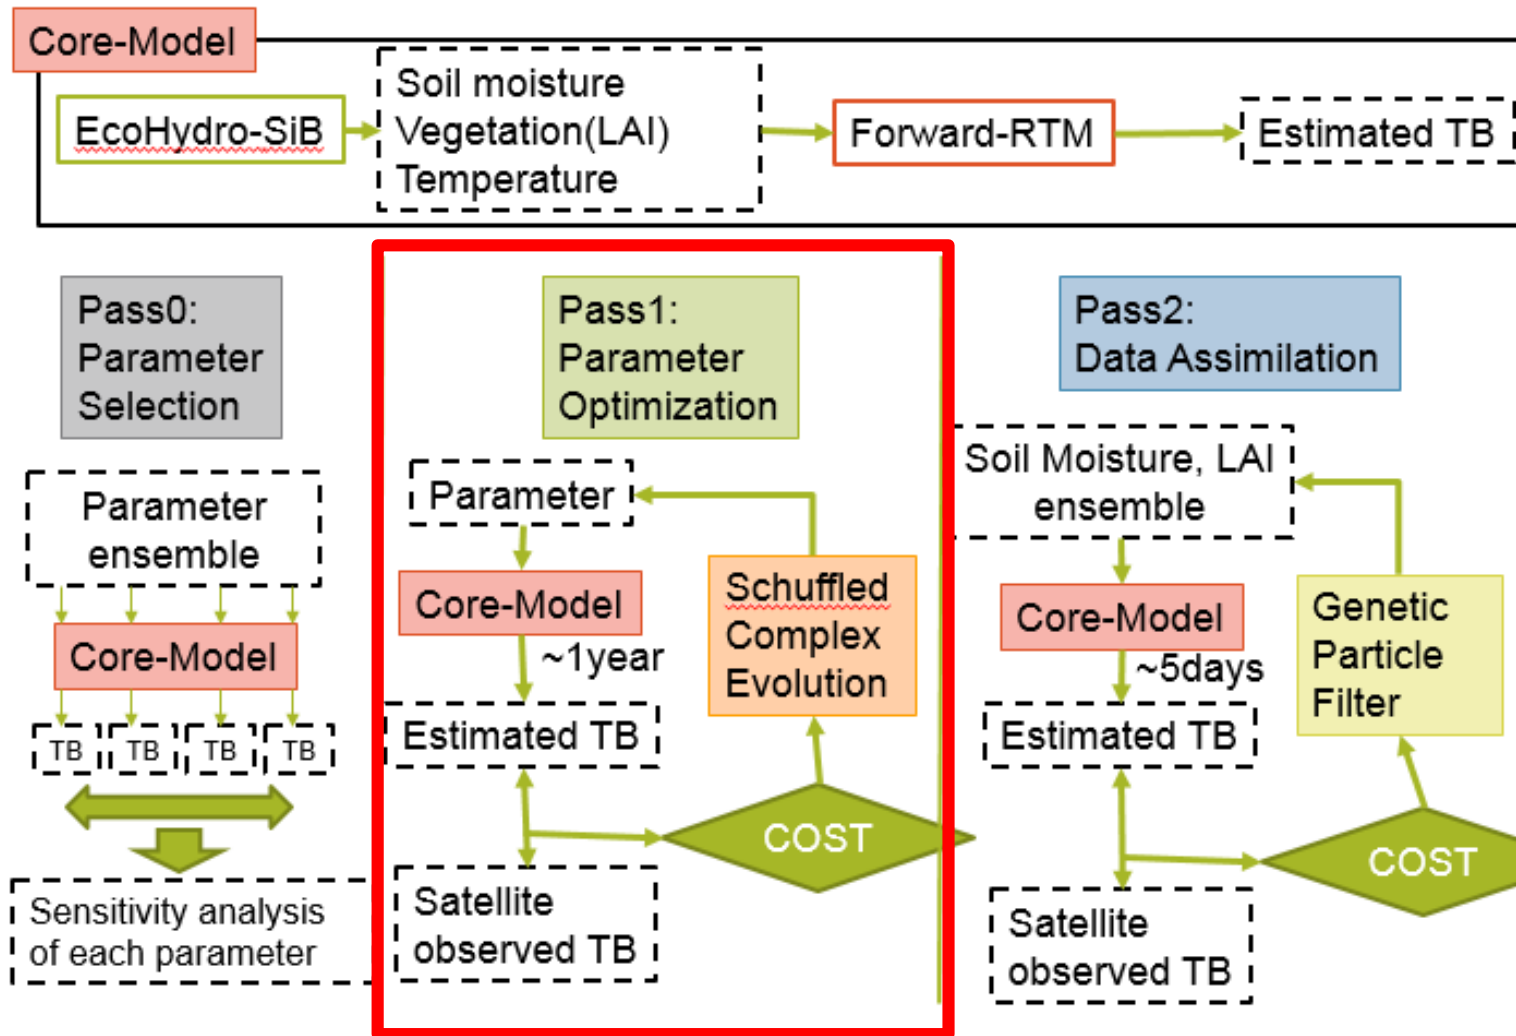 Core-Model
EcoHydro-SiB
Soil moisture
Vegetation(LAI)
Temperature
Forward-RTM
Estimated TB
Pass0:
Parameter
Selection
Parameter
ensemble
Core-Model
TB TB TB TB
Sensitivity analysis
of each parameter
Pass1:
Parameter
Optimization
Parameter
Core-Model
~1year
Estimated TB
Satellite
observed TB
COST
Schuffled
Complex
Evolution
Pass2:
Data Assimilation
Soil Moisture, LAI
ensemble
Core-Model
~5days
Estimated TB
Satellite
observed TB
COST
Genetic
Particle
Filter